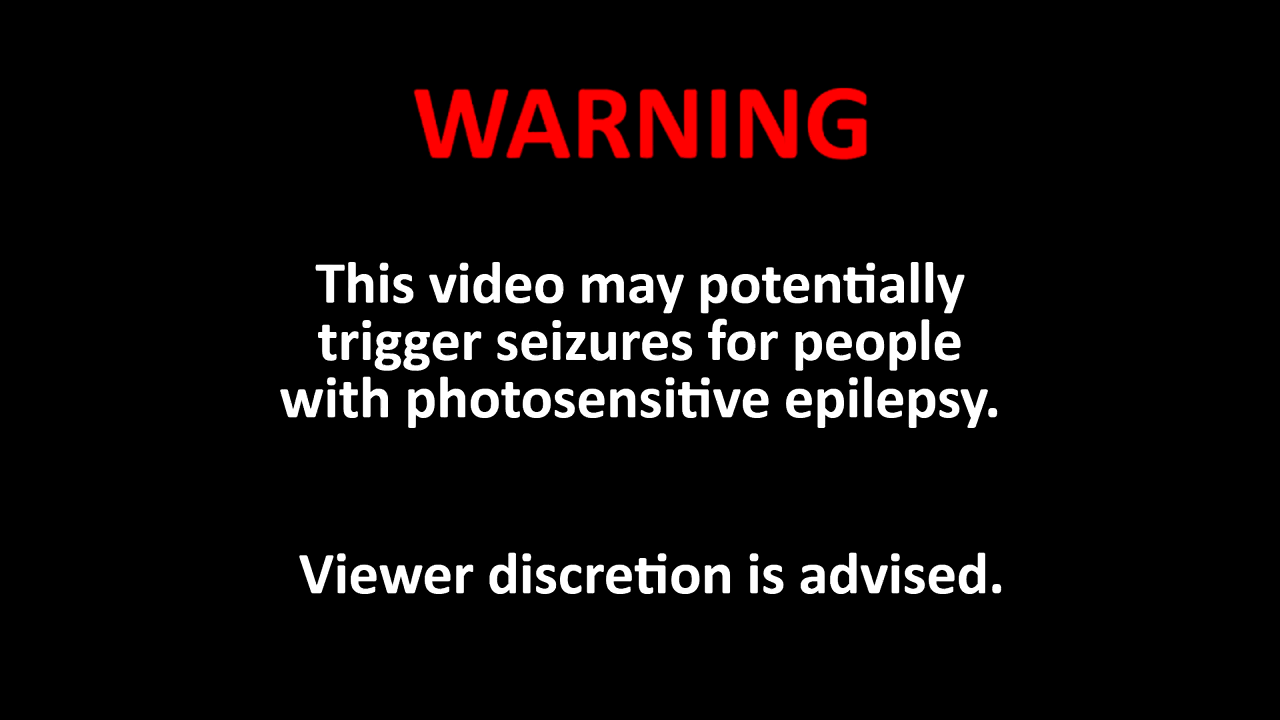 WARNING
This video may potentially
trigger seizures for people
with photosensitive epilepsy.
Viewer discretion is advised.